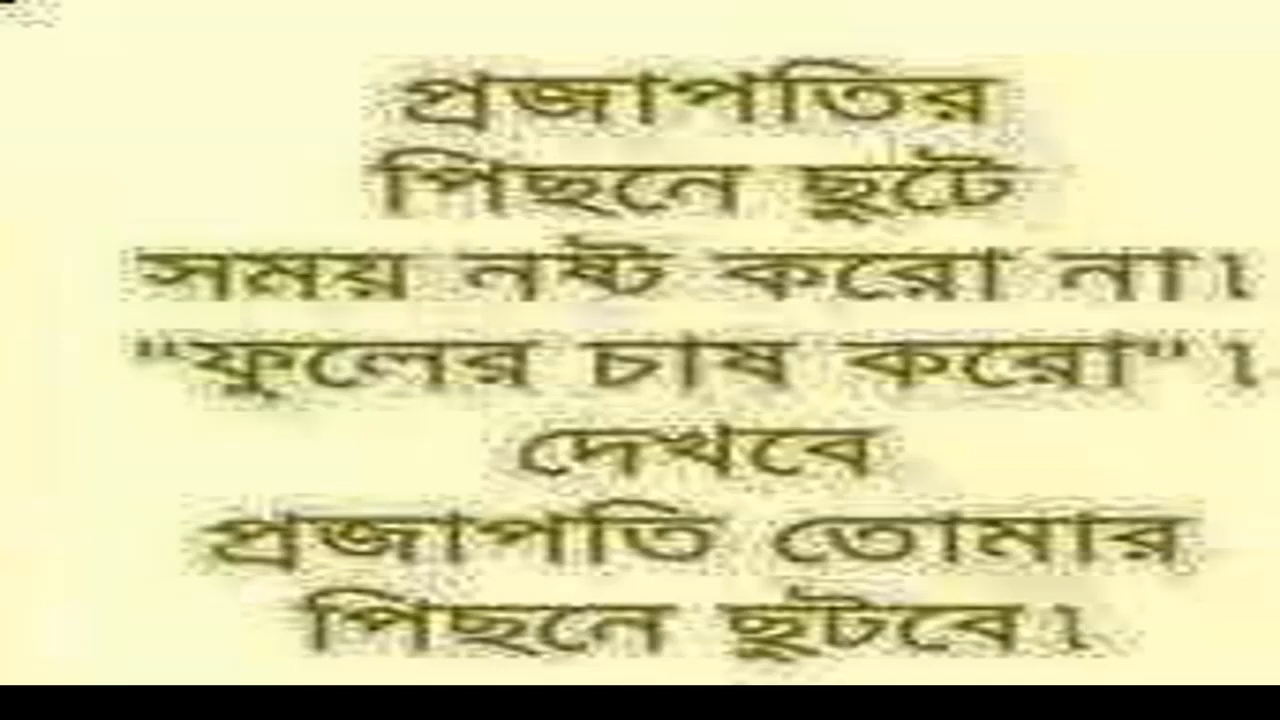 প্রজাপতির
পিছনে ছুটে
সময় নষ্ট করো না।
"ফুলের চাষ করো"।
দেখবে
প্রজাপতি তোমার
পিছনে ছুটবে।